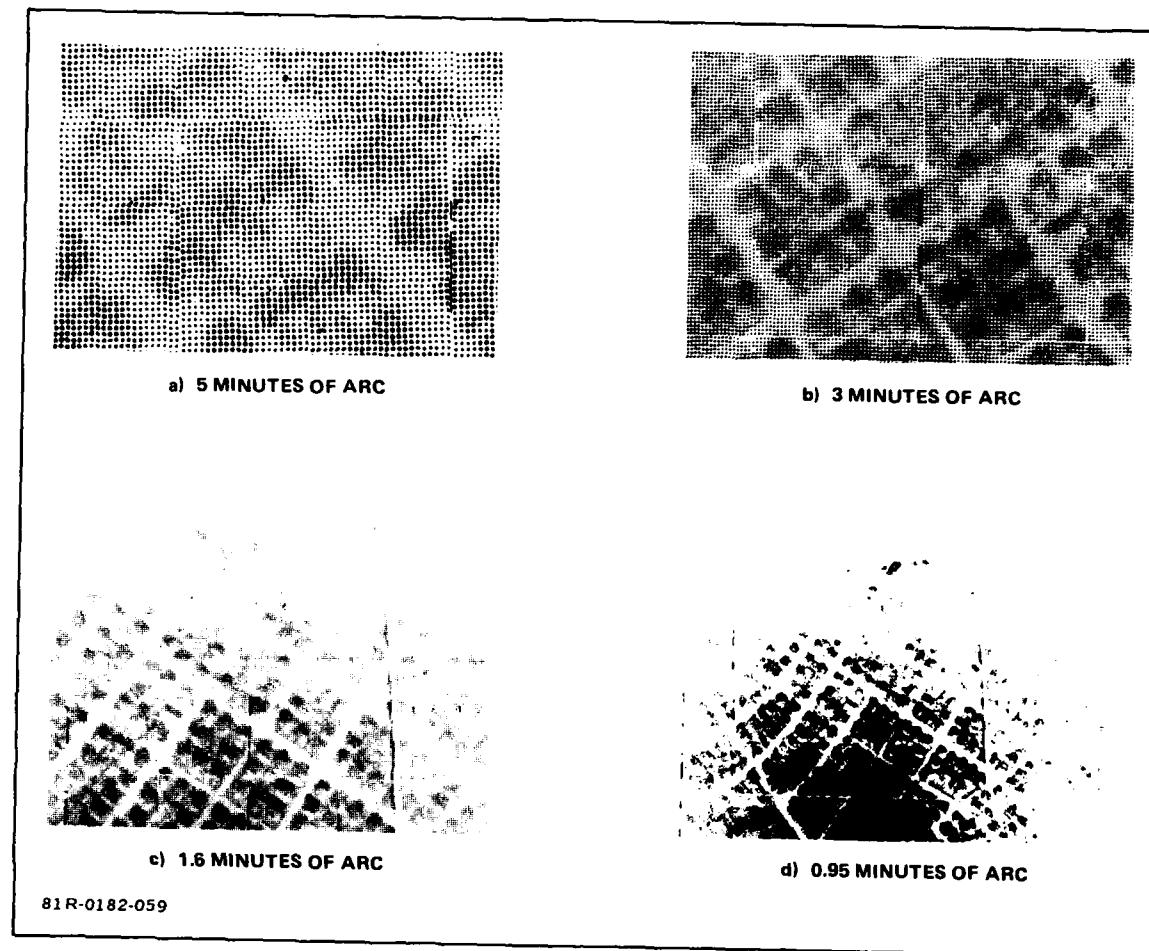 a) 5 MINUTES OF ARC
b) 3 MINUTES OF ARC
c) 1.6 MINUTES OF ARC
d) 0.95 MINUTES OF ARC
81R-0182-059